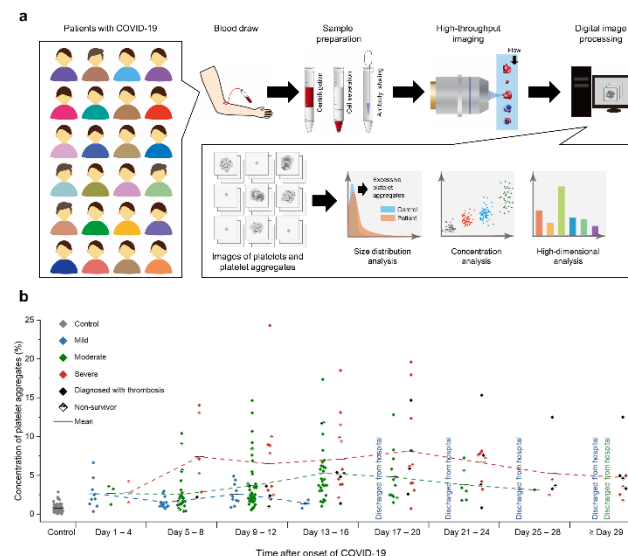 a
Patients with COVID-19
Blood draw
Sample
preparation
High-throughput
imaging
Digital image
processing
Flow
Centrifugation
Cell separation
Antibody labeling
Images of platelets and
platelet aggregates
Excessive
platelet
aggregates
Control
Patient
Size distribution
analysis
Concentration
analysis
High-dimensional
analysis
b
Concentration of platelet aggregates (%)
25
20
15
10
5
0
Control
Mild
Moderate
Severe
Diagnosed with thrombosis
Non-survivor
Mean
Discharged from hospital
Discharged from hospital
Discharged from hospital
Discharged from hospital
Discharged from hospital
Control
Day 1 – 4
Day 5 – 8
Day 9 – 12
Day 13 – 16
Day 17 – 20
Day 21 – 24
Day 25 – 28
≥ Day 29
Time after onset of COVID-19